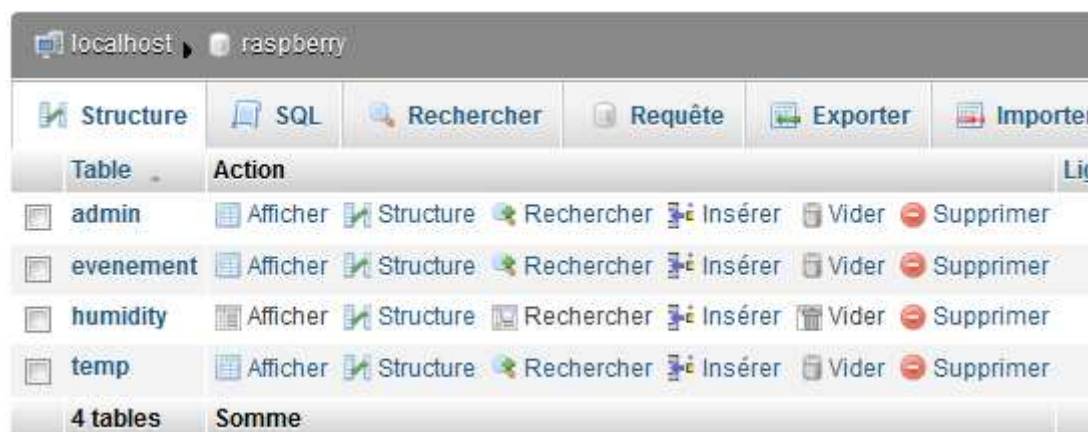 localhost raspberry
Structure SQL Rechercher Requête Exporter Importer
Table Action Lig
admin Afficher Structure Rechercher Insérer Vider Supprimer
evenement Afficher Structure Rechercher Insérer Vider Supprimer
humidity Afficher Structure Rechercher Insérer Vider Supprimer
temp Afficher Structure Rechercher Insérer Vider Supprimer
4 tables Somme